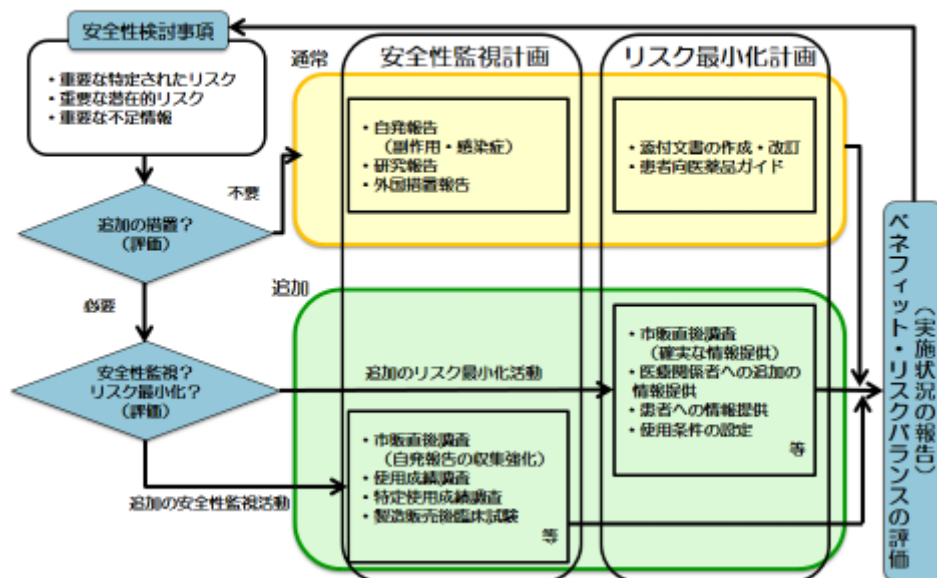 安全性検討事項
・重要な特定されたリスク
・重要な潜在的リスク
・重要な不足情報
通常
安全性監視計画
リスク最小化計画
・自発報告
（副作用・感染症）
・研究報告
・外国措置報告
・添付文書の作成・改訂
・患者向医薬品ガイド
不要
追加の措置？
（評価）
必要
追加
安全性監視？
リスク最小化？
（評価）
追加のリスク最小化活動
・市販直後調査
（確実な情報提供）
・医療関係者への追加の
情報提供
・患者への情報提供
・使用条件の設定
等
追加の安全性監視活動
・市販直後調査
（自発報告の収集強化）
・使用成績調査
・特定使用成績調査
・製造販売後臨床試験
等
（実施状況の報告）
ベネフィット・リスクバランスの評価